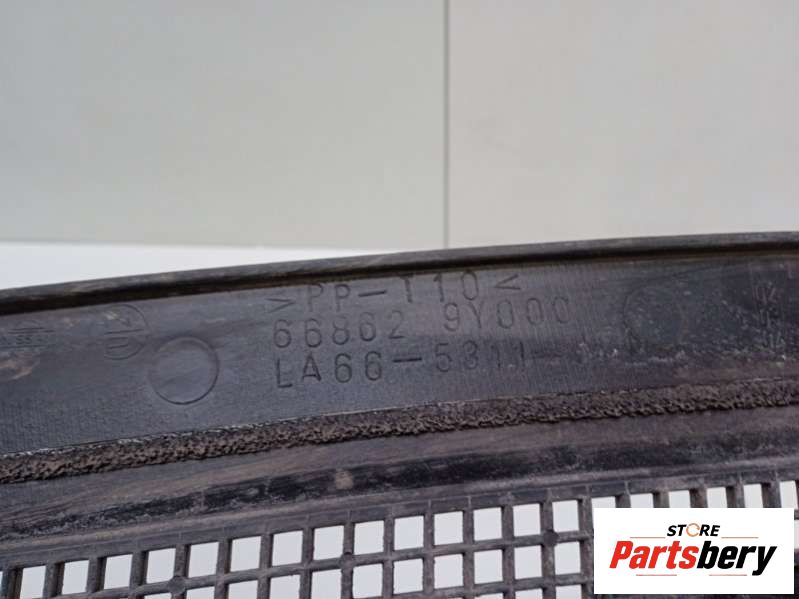 >PP-T10<
66862 9Y000
LA66-5311
STORE
Partsbery